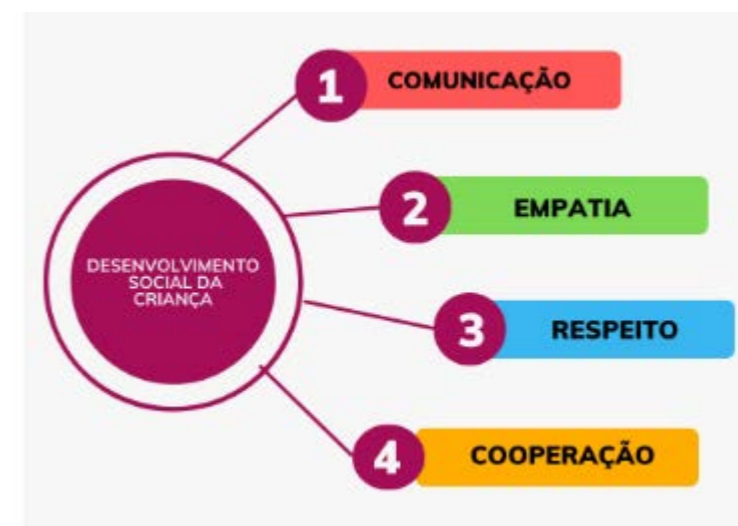 1
COMUNICAÇÃO
2
EMPATIA
DESENVOLVIMENTO
SOCIAL DA
CRIANÇA
3
RESPEITO
4
COOPERAÇÃO